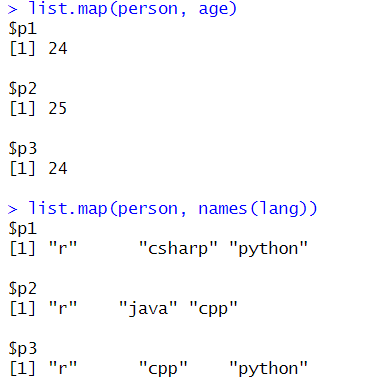 > list.map(person, age)
$p1
[1] 24
$p2
[1] 25
$p3
[1] 24
> list.map(person, names(lang))
$p1
[1] "r"      "csharp" "python"
$p2
[1] "r"    "java" "cpp"
$p3
[1] "r"      "cpp"    "python"